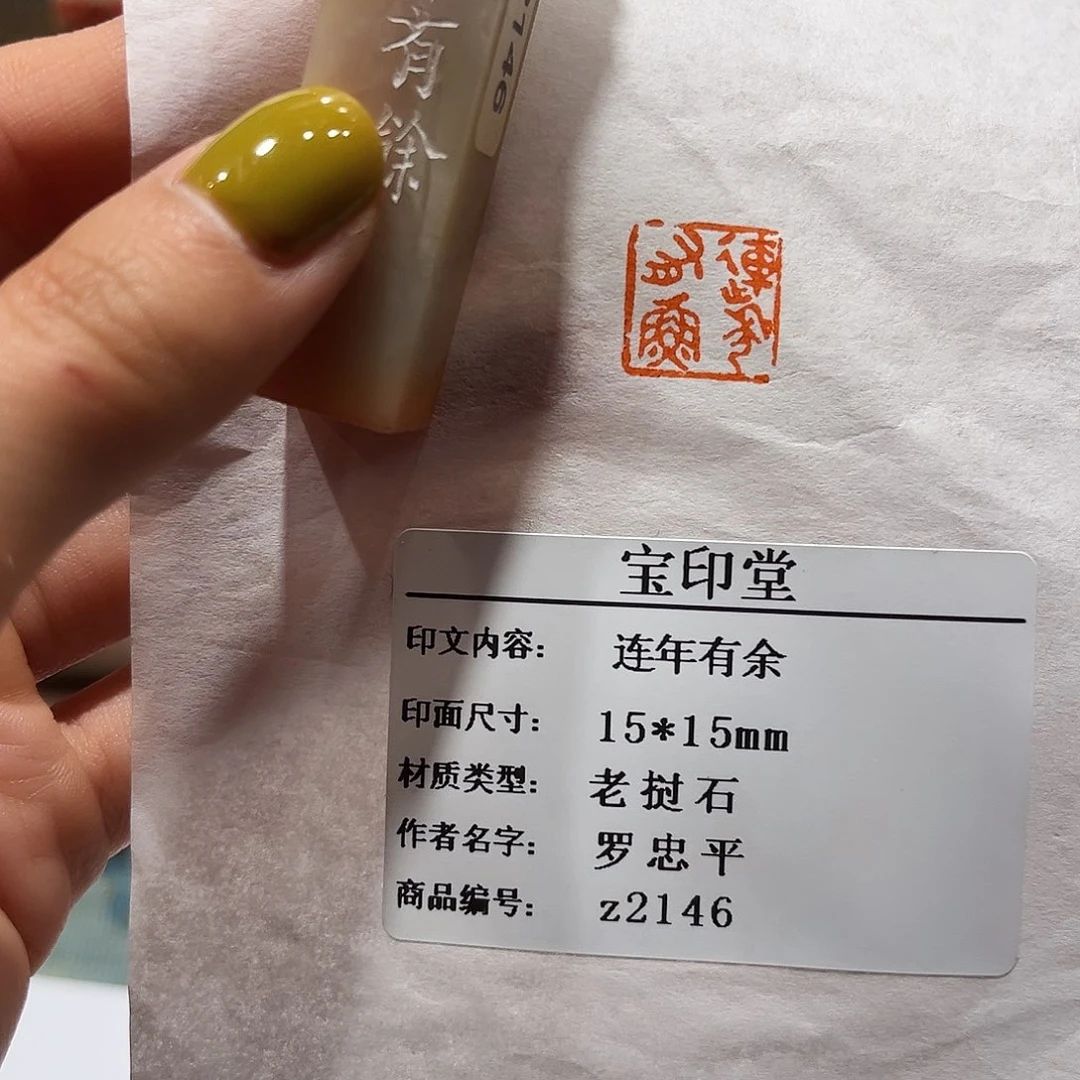 有
宝印堂
印文内容： 连年有余
印面尺寸： 15*15mm
材质类型： 老挝石
作者名字： 罗忠平
商品编号： z2146